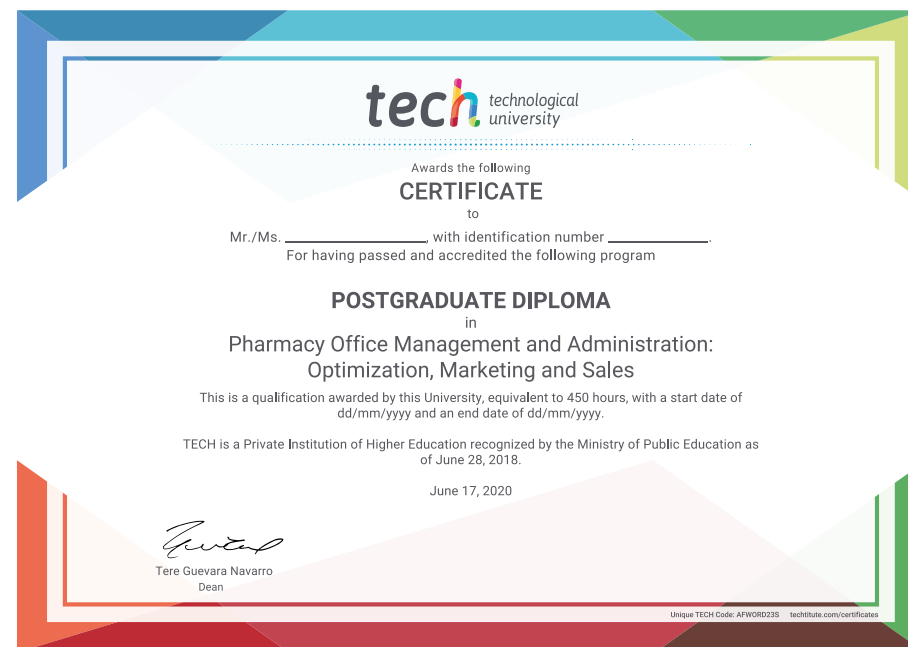 tech technological
university
Awards the following
CERTIFICATE
to
Mr./Ms. ____________________, with identification number ______________.
For having passed and accredited the following program
POSTGRADUATE DIPLOMA
in
Pharmacy Office Management and Administration:
Optimization, Marketing and Sales
This is a qualification awarded by this University, equivalent to 450 hours, with a start date of
dd/mm/yyyy and an end date of dd/mm/yyyy.
TECH is a Private Institution of Higher Education recognized by the Ministry of Public Education as
of June 28, 2018.
June 17, 2020
Tere Guevara Navarro
Dean
Unique TECH Code: AFWORD23S techtitute.com/certificates